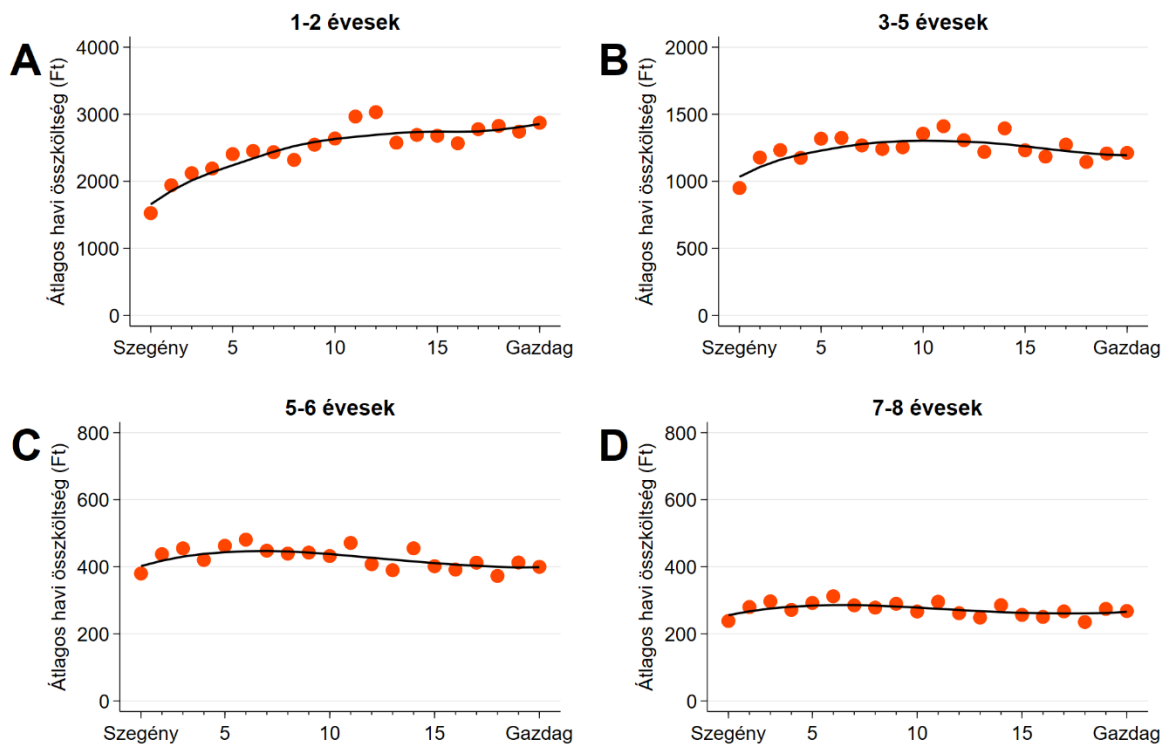 A
1-2 évesek
Átlagos havi összköltség (Ft)
4000
3000
2000
1000
0
Szegény 5 10 15 Gazdag
B
3-5 évesek
Átlagos havi összköltség (Ft)
2000
1500
1000
500
0
Szegény 5 10 15 Gazdag
C
5-6 évesek
Átlagos havi összköltség (Ft)
800
600
400
200
0
Szegény 5 10 15 Gazdag
D
7-8 évesek
Átlagos havi összköltség (Ft)
800
600
400
200
0
Szegény 5 10 15 Gazdag